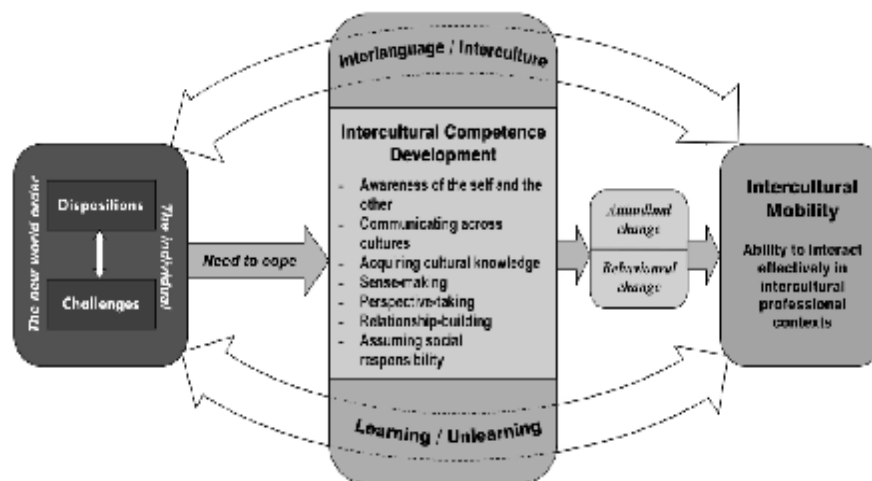 Interlanguage / Interculture
The new world order
Dispositions
Challenges
The individual
Need to cope
Intercultural Competence
Development
- Awareness of the self and the
other
- Communicating across
cultures
- Acquiring cultural knowledge
- Sense-making
- Perspective-taking
- Relationship-building
- Assuming social
responsibility
Attitudinal
change
Behavioural
change
Intercultural
Mobility
Ability to interact
effectively in
intercultural
professional
contexts
Learning / Unlearning